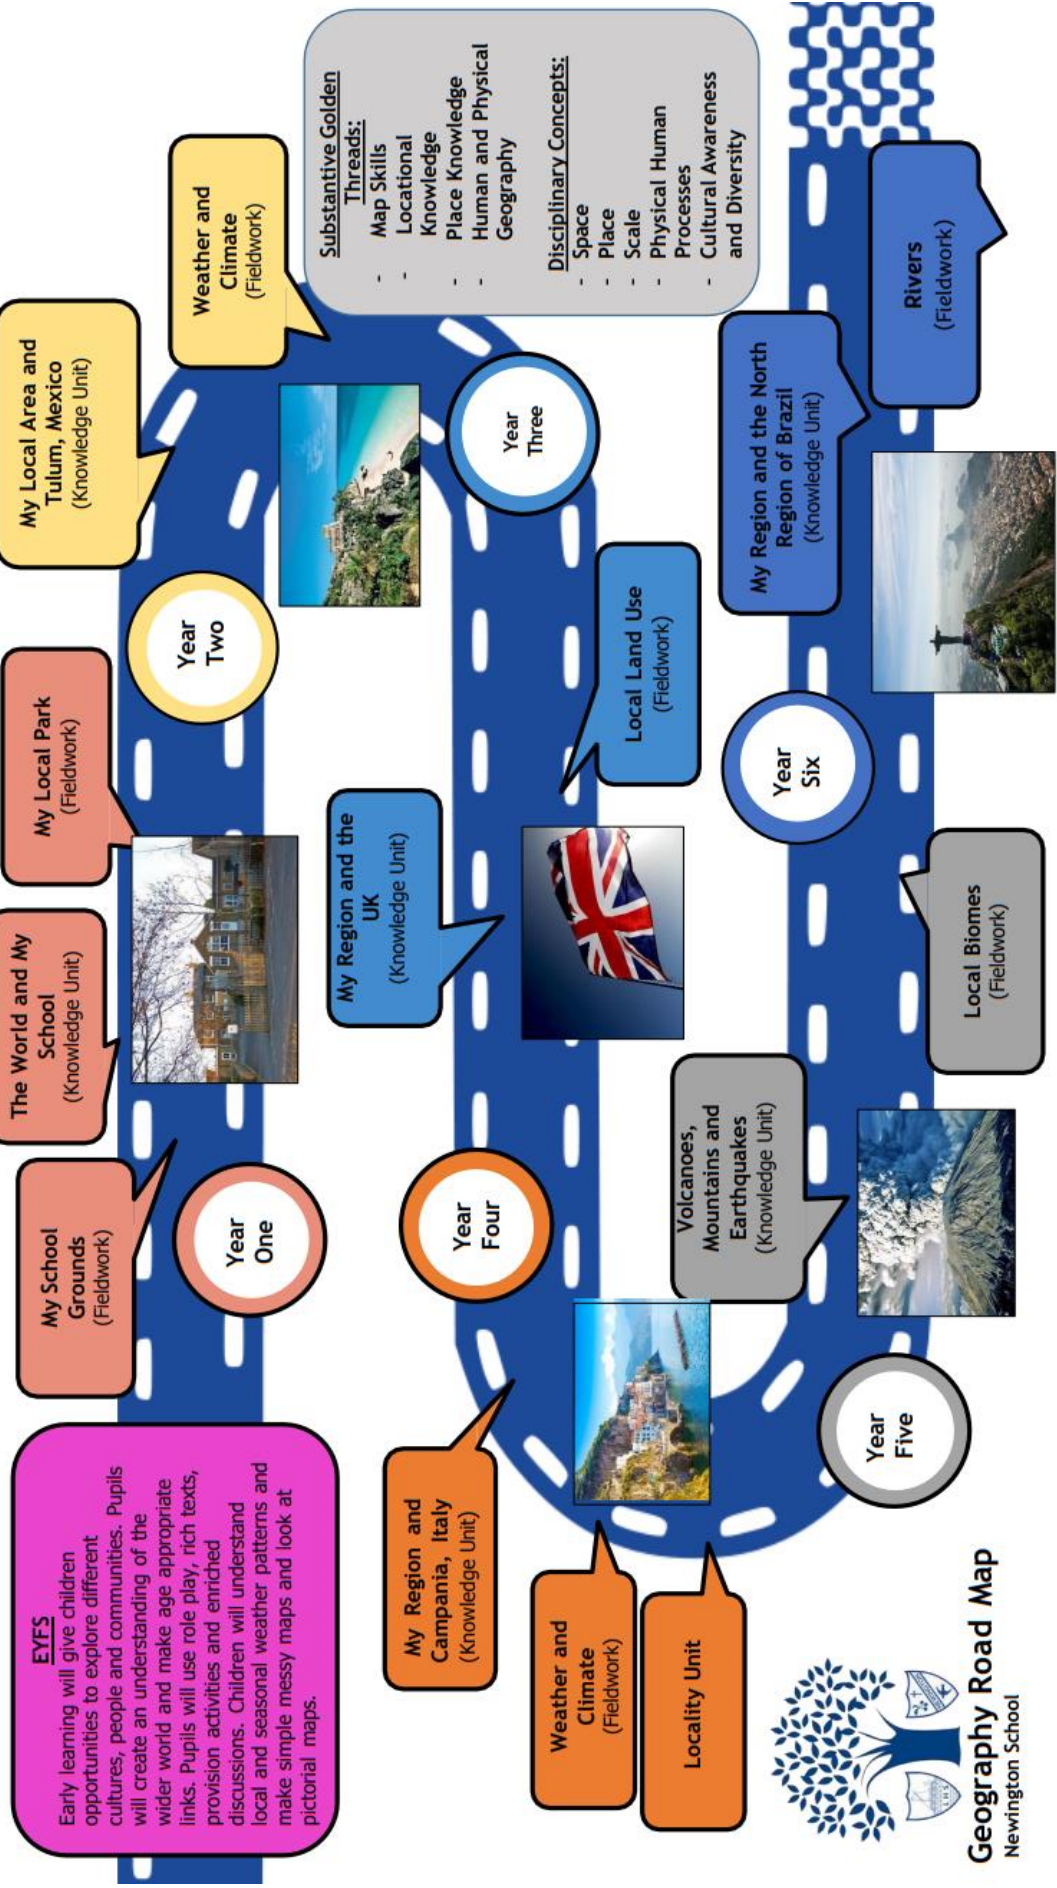 EYFS
Early learning will give children
opportunities to explore different
cultures, people and communities. Pupils
will create an understanding of the
wider world and make age appropriate
links. Pupils will use role play, rich texts,
provision activities and enriched
discussions. Children will understand
local and seasonal weather patterns and
make simple messy maps and look at
pictorial maps.
My School
Grounds
(Fieldwork)
The World and My
School
(Knowledge Unit)
My Local Park
(Fieldwork)
My Local Area and
Tulum, Mexico
(Knowledge Unit)
Weather and
Climate
(Fieldwork)
Year
One
Year
Two
Substantive Golden
Threads:
- Map Skills
- Locational
Knowledge
- Place Knowledge
- Human and Physical
Geography
Disciplinary Concepts:
- Space
- Place
- Scale
- Physical Human
Processes
- Cultural Awareness
and Diversity
Year
Three
My Region and the
UK
(Knowledge Unit)
Local Land Use
(Fieldwork)
Year
Four
My Region and
Campania, Italy
(Knowledge Unit)
Weather and
Climate
(Fieldwork)
Locality Unit
Year
Five
Volcanoes,
Mountains and
Earthquakes
(Knowledge Unit)
Local Biomes
(Fieldwork)
Year
Six
My Region and the North
Region of Brazil
(Knowledge Unit)
Rivers
(Fieldwork)
Geography Road Map
Newington School